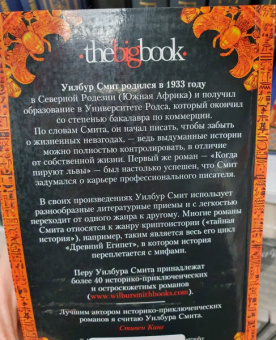 the big book
Уилбур Смит родился в 1933 году
в Северной Родезии (Южная Африка) и получил
образование в Университете Родса, который окончил
со степенью бакалавра по коммерции.
По словам Смита, он начал писать, чтобы забыть
о жизненных невзгодах, — ведь выдуманные истории
можно полностью контролировать, в отличие
от собственной жизни. Первый же роман — «Когда
пируют львы» — был настолько успешен, что Смит
задумался о карьере профессионального писателя.
В своих произведениях Уилбур Смит использует
разнообразные литературные приемы и с легкостью
переходит от одного жанра к другому. Многие романы
Смита относятся к жанру криптоистории («тайная
история»), например, таким является весь его цикл
«Древний Египет», в котором история
переплетается с мифами.
Перу Уилбура Смита принадлежат
более 40 историко-приключенческих
и остросюжетных романов
(www.wilbursmithbooks.com).
Лучшим автором историко-приключенческих
романов я считаю Уилбура Смита.
Стивен Кинг